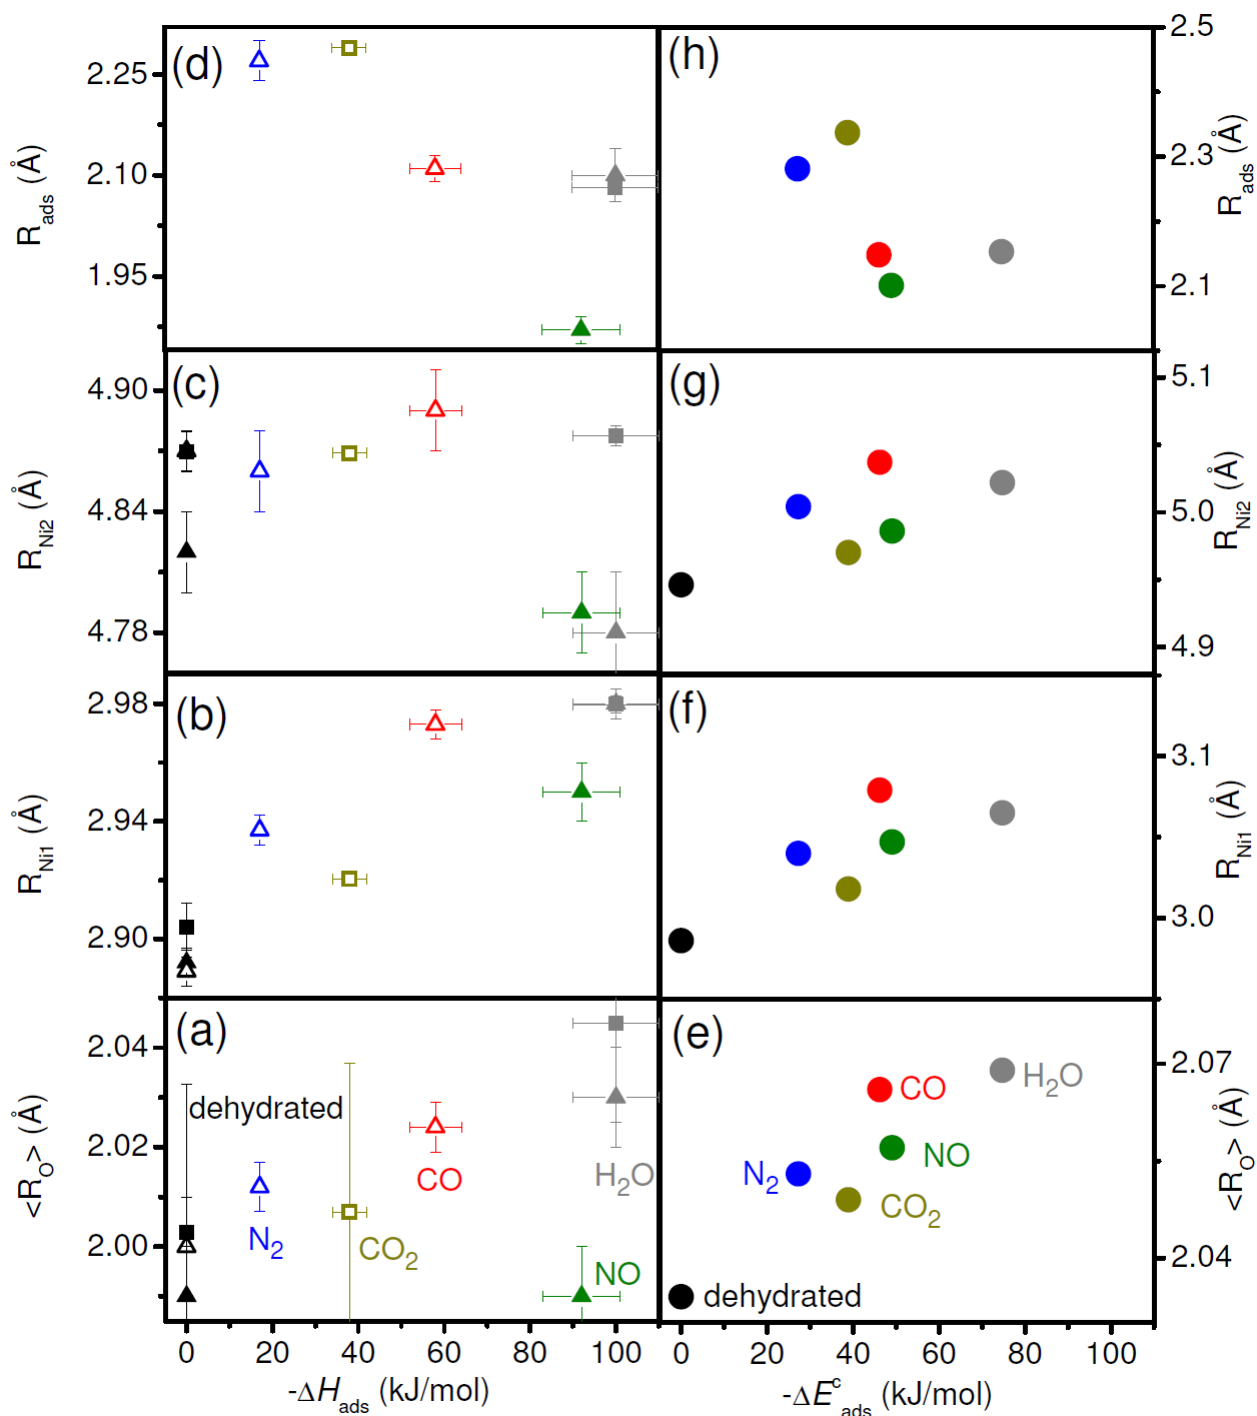 (d)
2.25
2.10
1.95
R_ads (Å)
(h)
2.5
2.3
2.1
R_ads (Å)
(c)
4.90
4.84
4.78
R_Ni2 (Å)
(g)
5.1
5.0
4.9
R_Ni2 (Å)
(b)
2.98
2.94
2.90
R_Ni1 (Å)
(f)
3.1
3.0
R_Ni1 (Å)
(a)
2.04
2.02
2.00
<R_O> (Å)
dehydrated
N2
CO2
CO
NO
H2O
(e)
2.07
2.04
<R_O> (Å)
CO
H2O
N2
NO
CO2
dehydrated
0 20 40 60 80 100
0 20 40 60 80 100
-ΔH_ads (kJ/mol)
-ΔE^c_ads (kJ/mol)